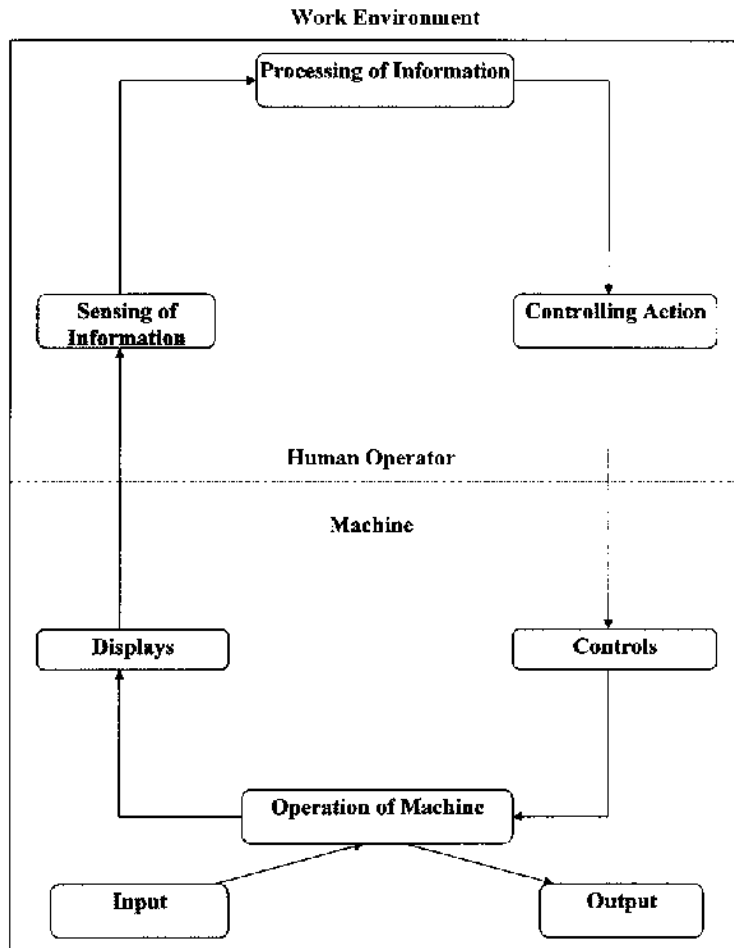 Work Environment
Processing of Information
Sensing of
Information
Controlling Action
Human Operator
Machine
Displays
Controls
Operation of Machine
Input
Output